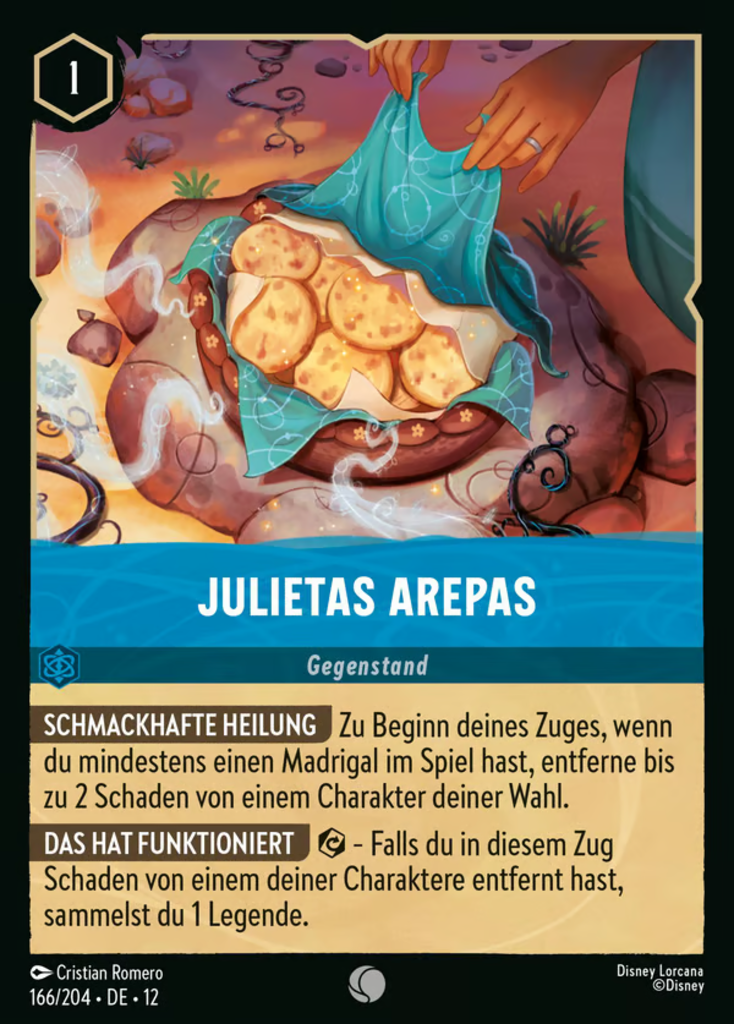 1
JULIETAS AREPAS
Gegenstand
SCHMACKHAFTE HEILUNG Zu Beginn deines Zuges, wenn
du mindestens einen Madrigal im Spiel hast, entferne bis
zu 2 Schaden von einem Charakter deiner Wahl.
DAS HAT FUNKTIONIERT - Falls du in diesem Zug
Schaden von einem deiner Charaktere entfernt hast,
sammelst du 1 Legende.
Cristian Romero
166/204 • DE • 12
Disney Lorcana
©Disney